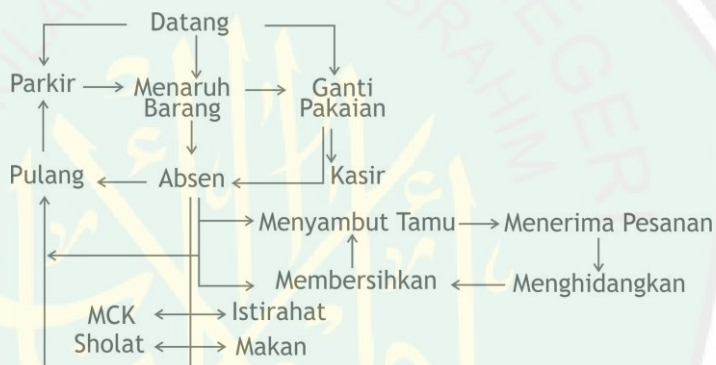 Datang
Parkir
Menaruh
Barang
Ganti
Pakaian
Pulang
Absen
Kasir
Menyambut Tamu
Menerima Pesanan
Membersihkan
Menghidangkan
MCK
Istirahat
Sholat
Makan